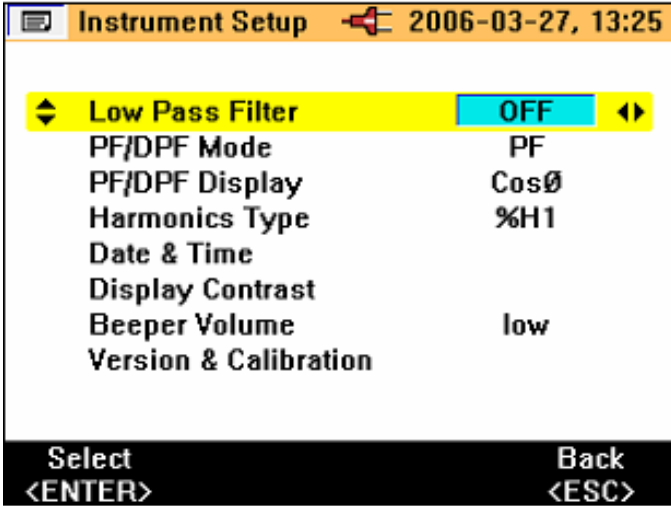 Instrument Setup 2006-03-27, 13:25
Low Pass Filter OFF
PF/DPF Mode PF
PF/DPF Display CosØ
Harmonics Type %H1
Date & Time
Display Contrast
Beeper Volume low
Version & Calibration
Select Back
<ENTER> <ESC>